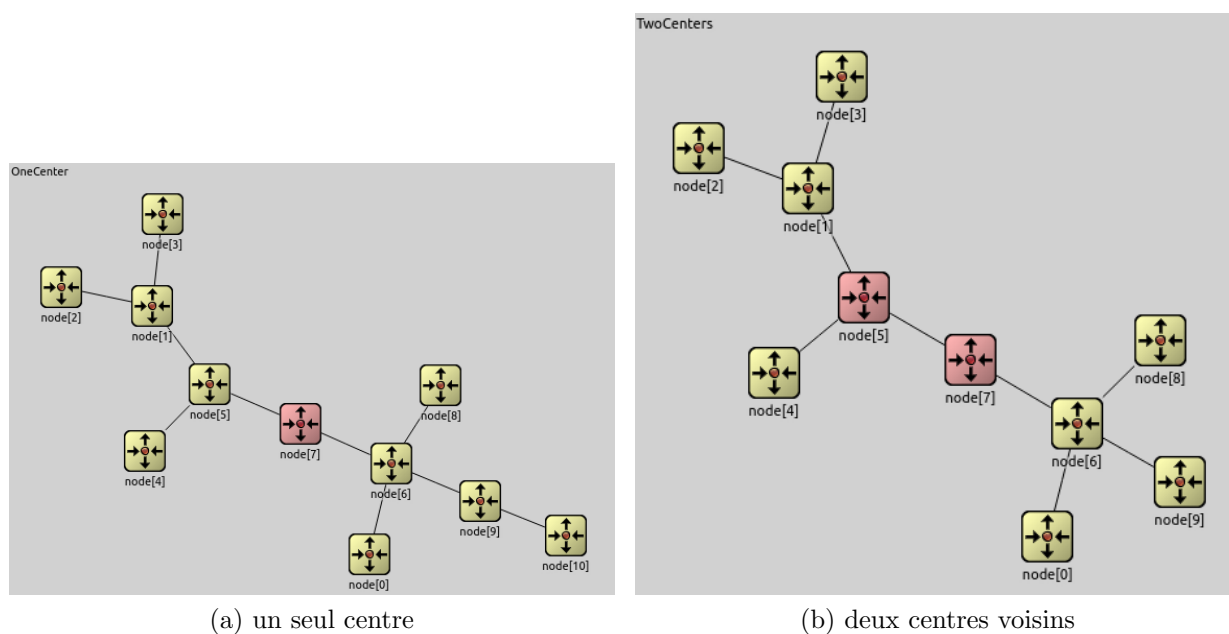 OneCenter
node[3]
node[2]
node[1]
node[5]
node[8]
node[7]
node[4]
node[6]
node[9]
node[10]
node[0]
(a) un seul centre
TwoCenters
node[3]
node[2]
node[1]
node[5]
node[8]
node[7]
node[4]
node[6]
node[9]
node[0]
(b) deux centres voisins